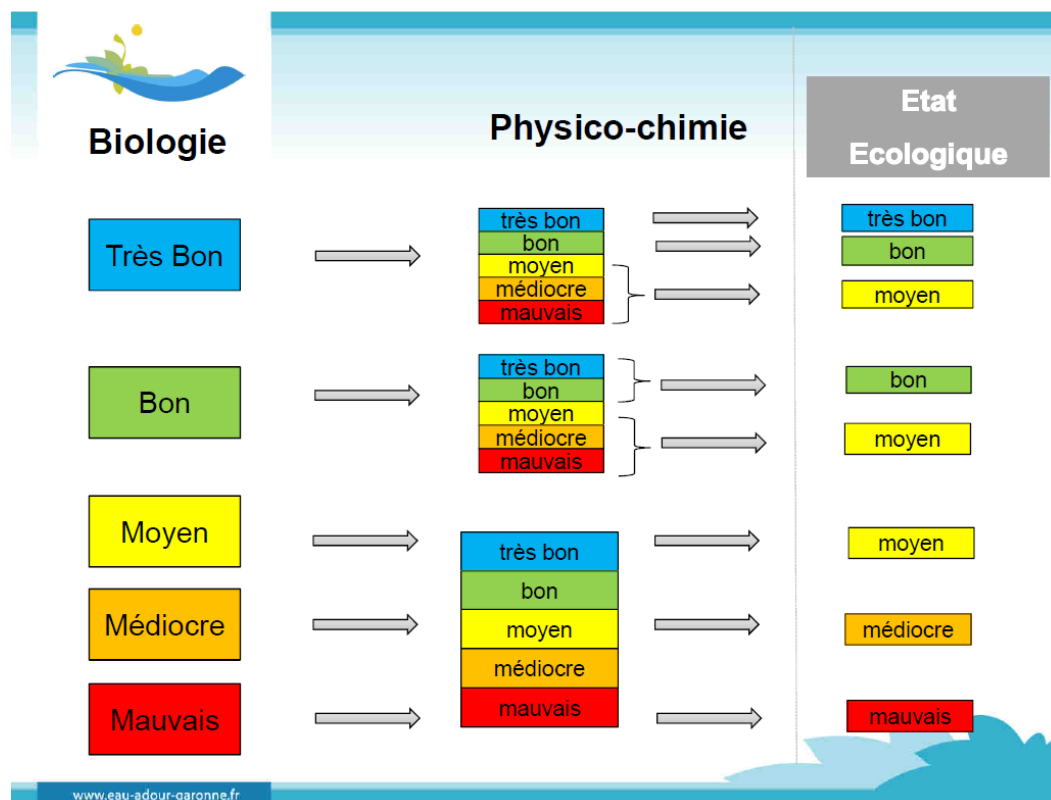 Biologie
Physico-chimie
Etat
Ecologique
Très Bon
très bon
bon
moyen
médiocre
mauvais
très bon
bon
moyen
Bon
très bon
bon
moyen
médiocre
mauvais
bon
moyen
Moyen
Médiocre
Mauvais
très bon
bon
moyen
médiocre
mauvais
moyen
médiocre
mauvais
www.eau-adour-garonne.fr